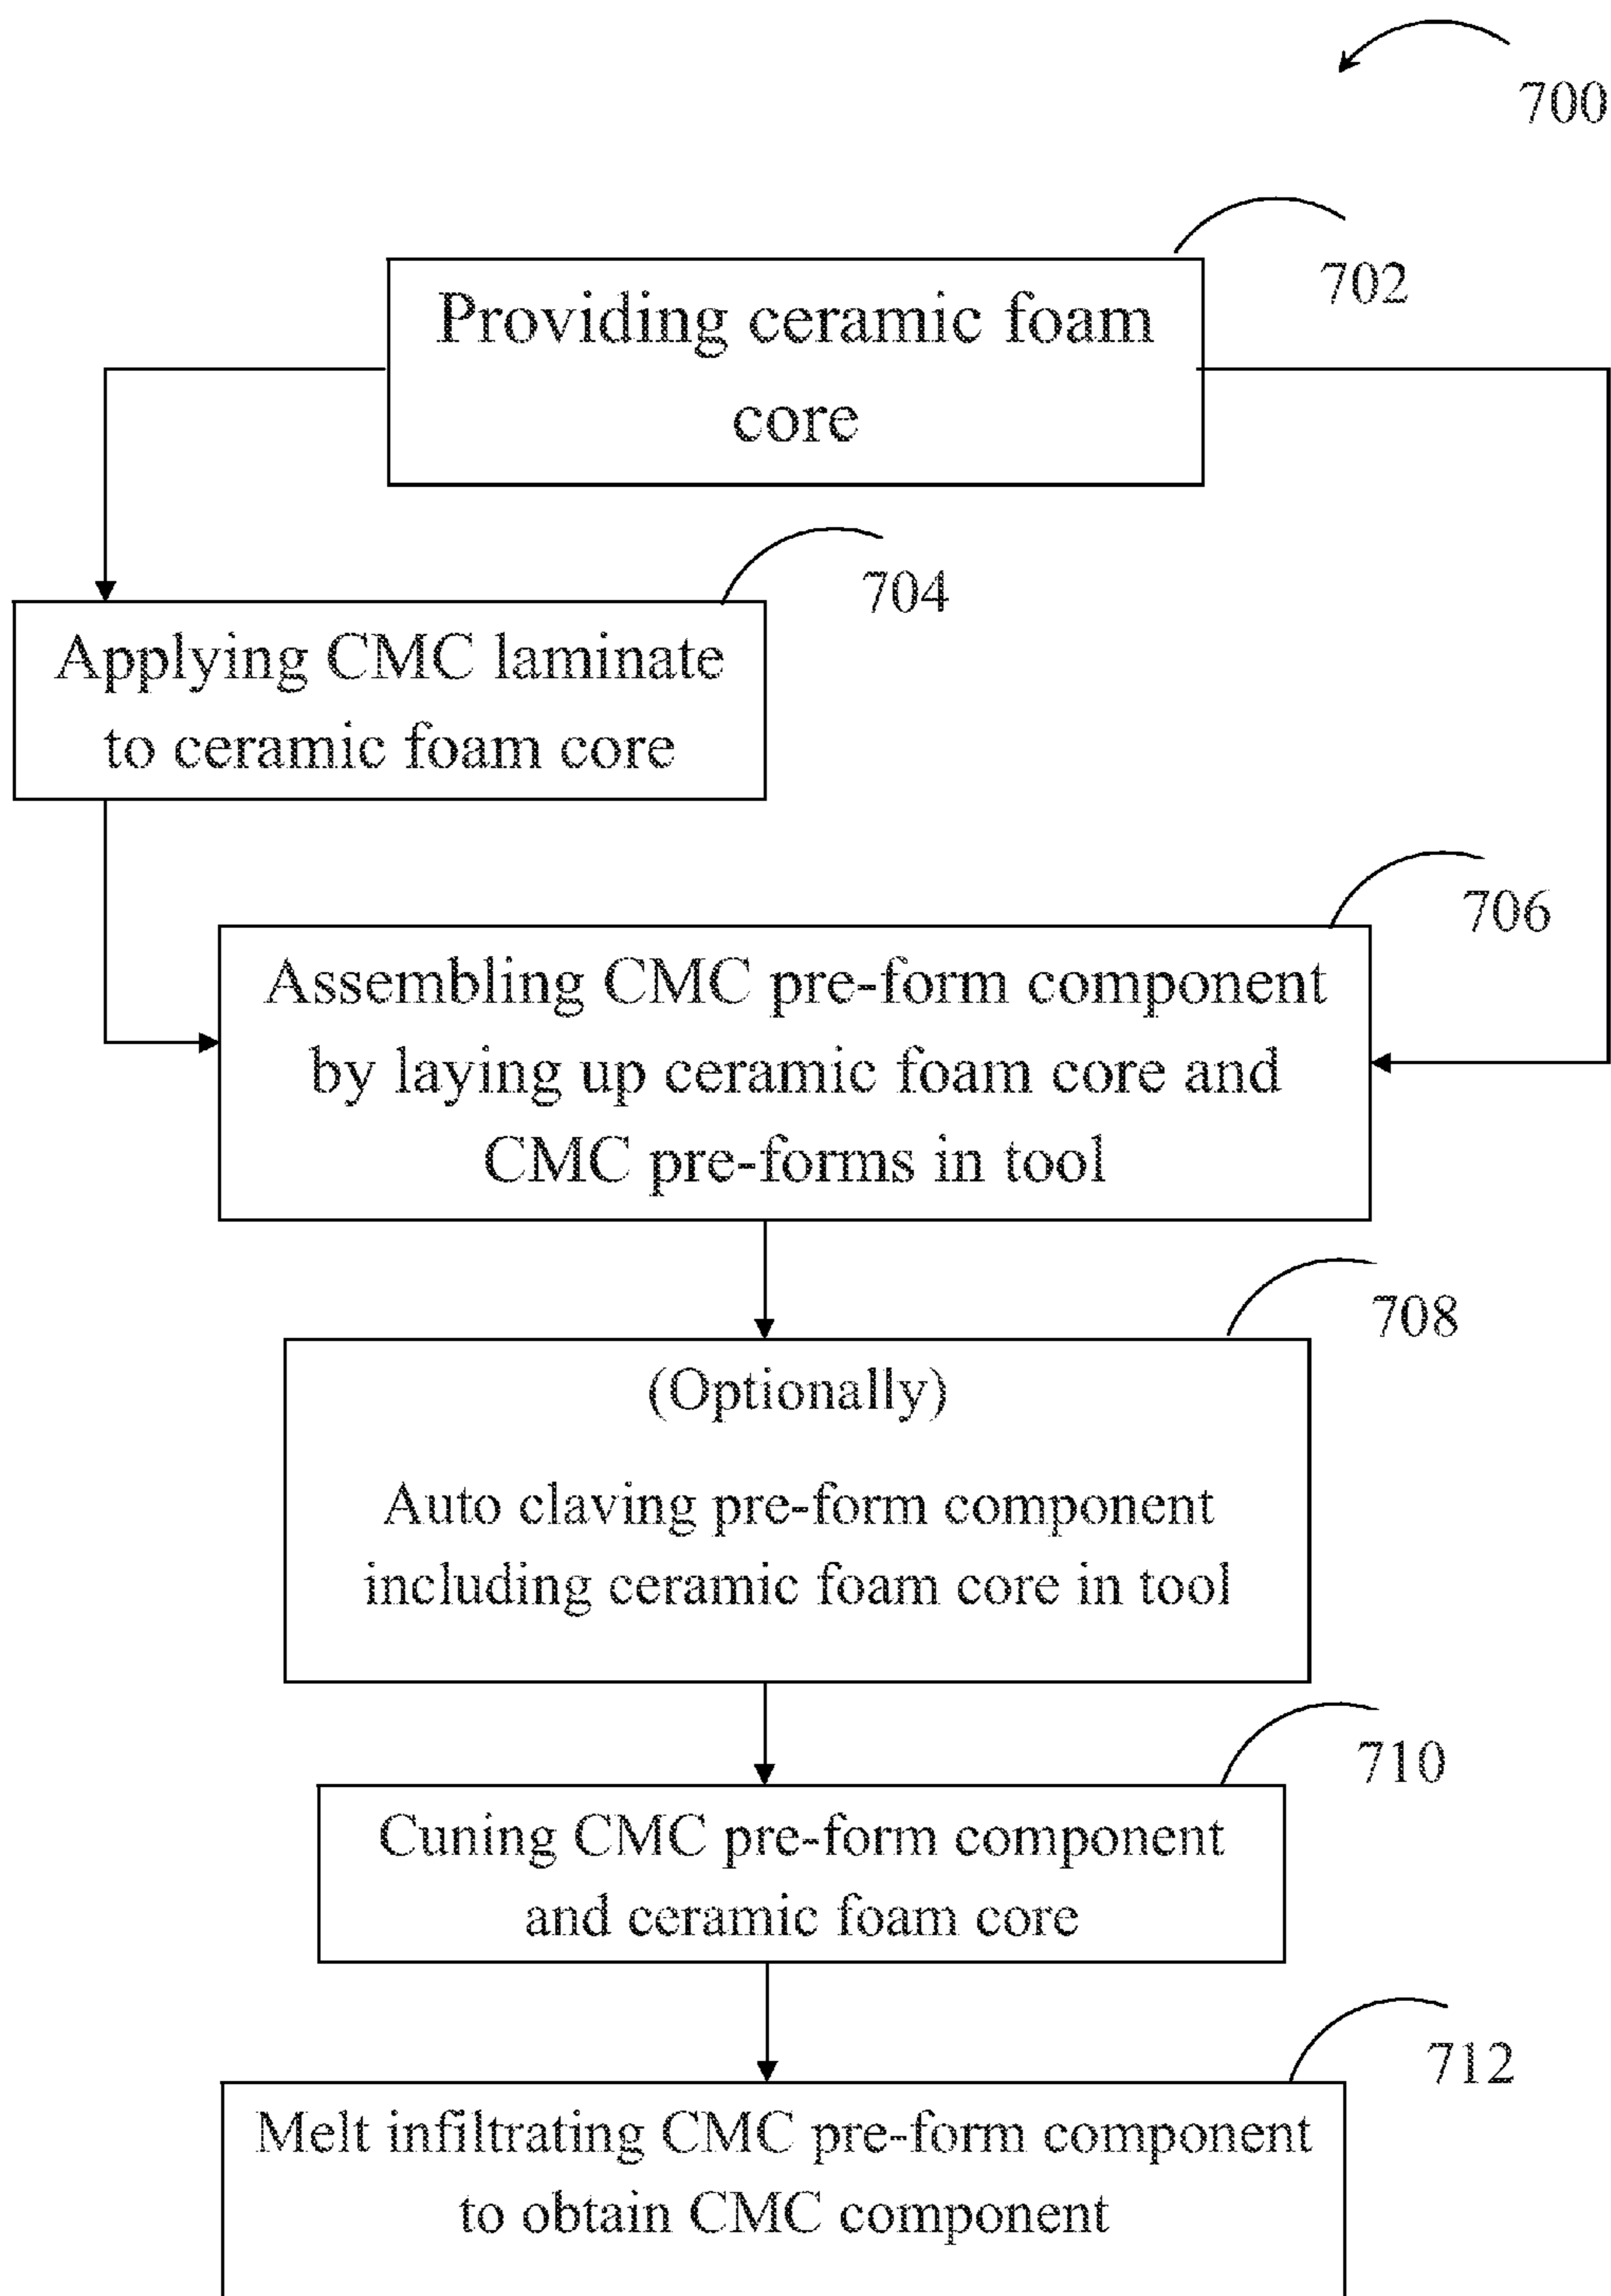 700
702
Providing ceramic foam
core
704
Applying CMC laminate
to ceramic foam core
706
Assembling CMC pre-form component
by laying up ceramic foam core and
CMC pre-forms in tool
708
(Optionally)
Auto claving pre-form component
including ceramic foam core in tool
710
Cuning CMC pre-form component
and ceramic foam core
712
Melt infiltrating CMC pre-form component
to obtain CMC component